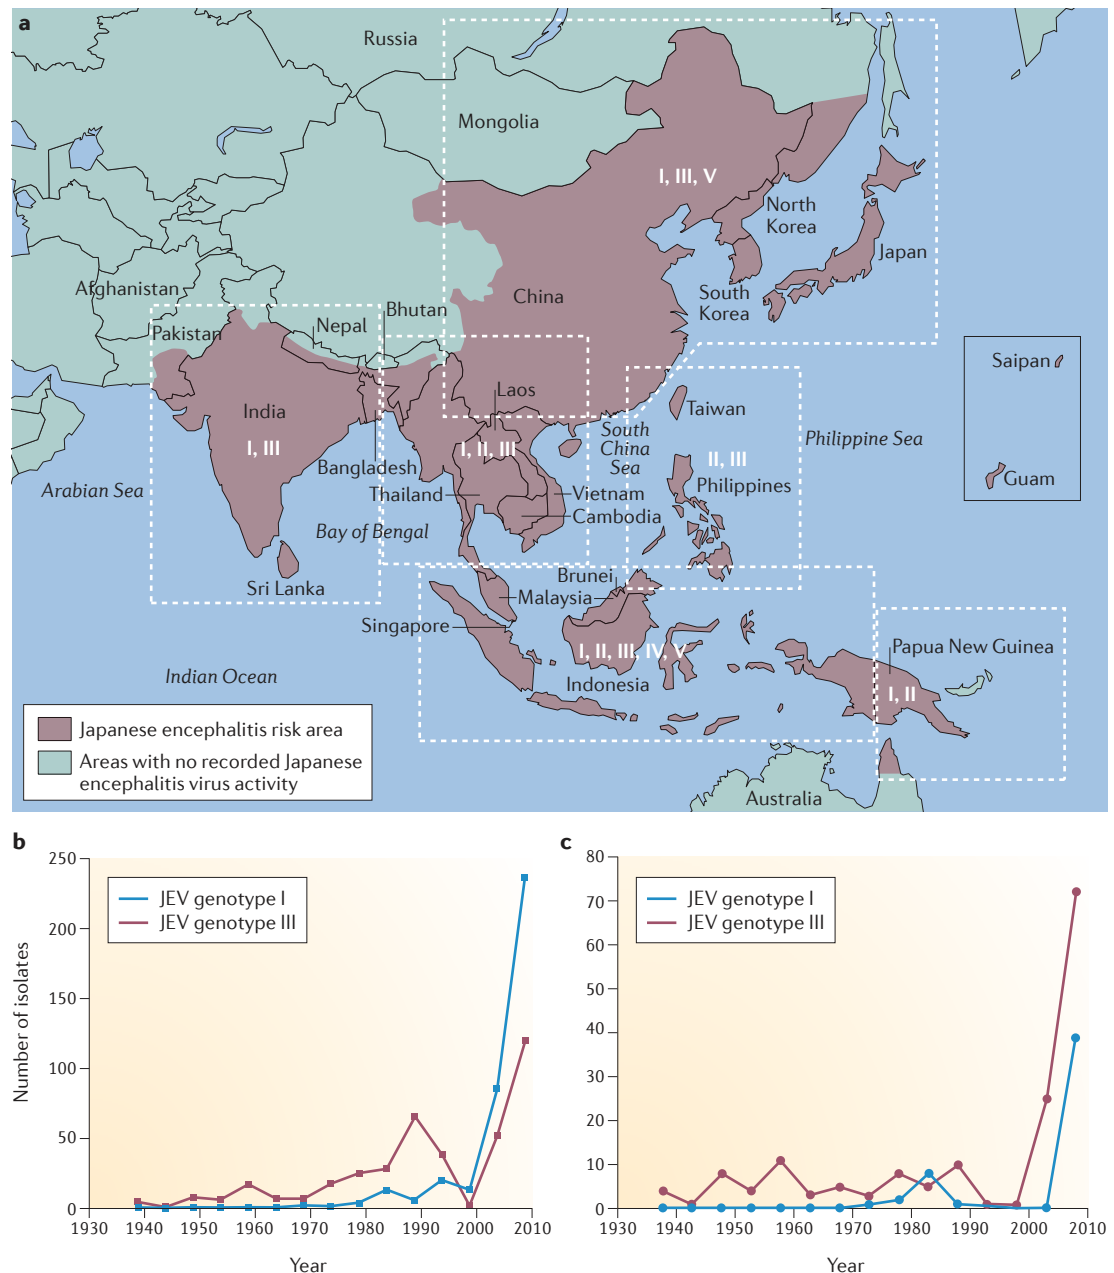 a
Russia
Mongolia
I, III, V
North
Korea
Japan
Afghanistan
China
South
Korea
Bhutan
Nepal
Pakistan
Saipan
Laos
India
Taiwan
South
China
Sea
Philippine Sea
I, III
I, II, III
II, III
Bangladesh
Guam
Arabian Sea
Thailand
Vietnam
Philippines
Cambodia
Bay of Bengal
Brunei
Sri Lanka
Malaysia
Singapore
Papua New Guinea
I, II, III, IV, V
Indian Ocean
Indonesia
I, II
Japanese encephalitis risk area
Areas with no recorded Japanese
encephalitis virus activity
Australia
b
250
200
150
100
50
0
Number of isolates
JEV genotype I
JEV genotype III
1930 1940 1950 1960 1970 1980 1990 2000 2010
Year
c
80
70
60
50
40
30
20
10
0
JEV genotype I
JEV genotype III
1930 1940 1950 1960 1970 1980 1990 2000 2010
Year